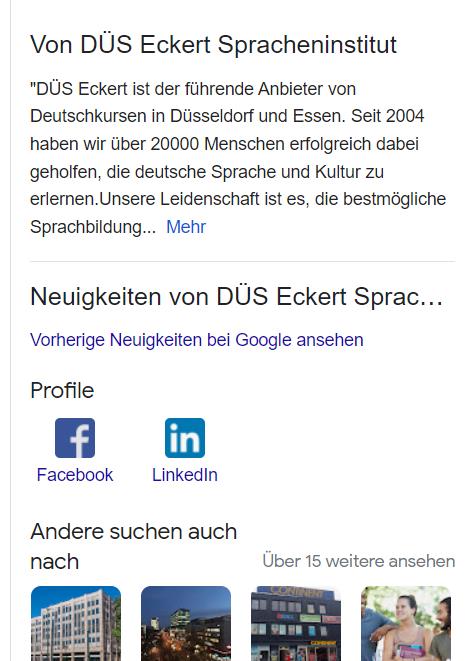 Von DÜS Eckert Spracheninstitut
"DÜS Eckert ist der führende Anbieter von
Deutschkursen in Düsseldorf und Essen. Seit 2004
haben wir über 20000 Menschen erfolgreich dabei
geholfen, die deutsche Sprache und Kultur zu
erlernen.Unsere Leidenschaft ist es, die bestmögliche
Sprachbildung... Mehr
Neuigkeiten von DÜS Eckert Sprac...
Vorherige Neuigkeiten bei Google ansehen
Profile
Facebook
LinkedIn
Andere suchen auch
nach
Über 15 weitere ansehen
CONTINENT